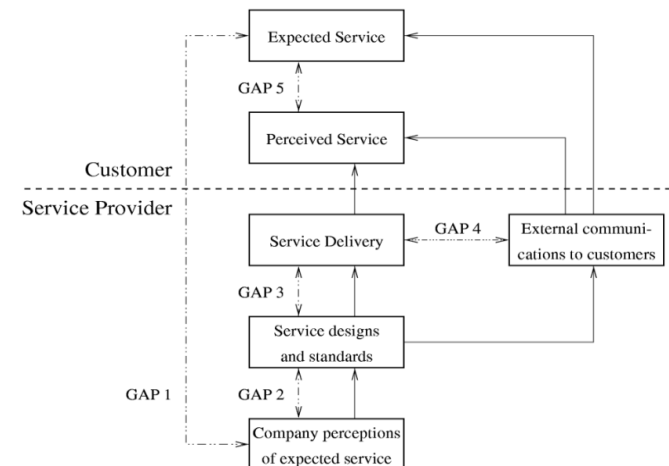 Expected Service
GAP 5
Perceived Service
Customer
Service Provider
Service Delivery
GAP 4
External communi-
cations to customers
GAP 3
Service designs
and standards
GAP 1
GAP 2
Company perceptions
of expected service